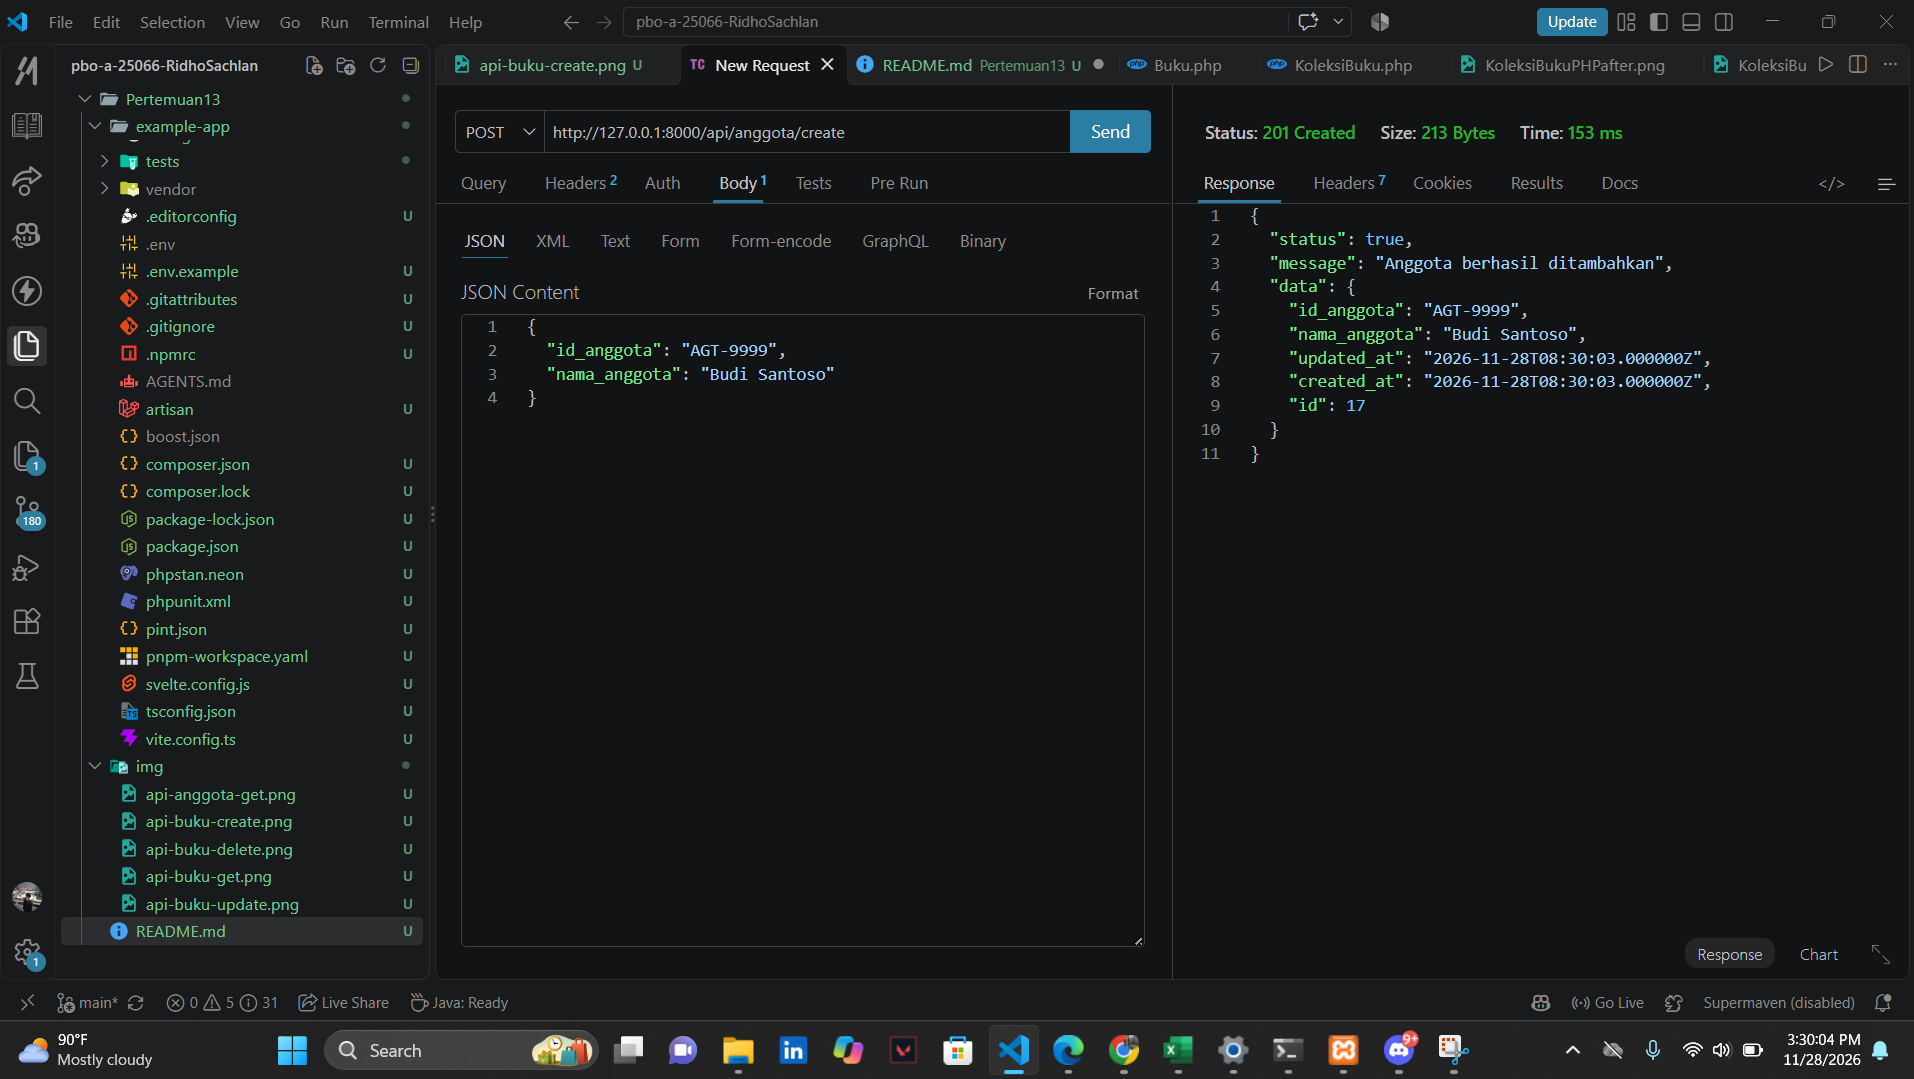 File Edit Selection View Go Run Terminal Help
pbo-a-25066-RidhoSachlan
Update
pbo-a-25066-RidhoSachlan
Pertemuan13
example-app
tests
vendor
.editorconfig U
.env
.env.example U
.gitattributes U
.gitignore U
.npmrc U
AGENTS.md
artisan U
boost.json
composer.json U
composer.lock U
package-lock.json U
package.json U
phpstan.neon U
phpunit.xml U
pint.json U
pnpm-workspace.yaml U
svelte.config.js U
tsconfig.json U
vite.config.ts U
img
api-anggota-get.png U
api-buku-create.png U
api-buku-delete.png U
api-buku-get.png U
api-buku-update.png U
README.md U
1
180
1
api-buku-create.png U
TC New Request
README.md Pertemuan13 U
Buku.php
KoleksiBuku.php
KoleksiBukuPHPafter.png
KoleksiBu
POST http://127.0.0.1:8000/api/anggota/create Send
Query Headers 2 Auth Body 1 Tests Pre Run
JSON XML Text Form Form-encode GraphQL Binary
JSON Content Format
1 {
2 "id_anggota": "AGT-9999",
3 "nama_anggota": "Budi Santoso"
4 }
Status: 201 Created Size: 213 Bytes Time: 153 ms
Response Headers 7 Cookies Results Docs </>
1 {
2 "status": true,
3 "message": "Anggota berhasil ditambahkan",
4 "data": {
5 "id_anggota": "AGT-9999",
6 "nama_anggota": "Budi Santoso",
7 "updated_at": "2026-11-28T08:30:03.000000Z",
8 "created_at": "2026-11-28T08:30:03.000000Z",
9 "id": 17
10 }
11 }
Response Chart
main* 0 5 31 Live Share Java: Ready
Go Live Supermaven (disabled)
90°F
Mostly cloudy
Search
9+
3:30:04 PM
11/28/2026